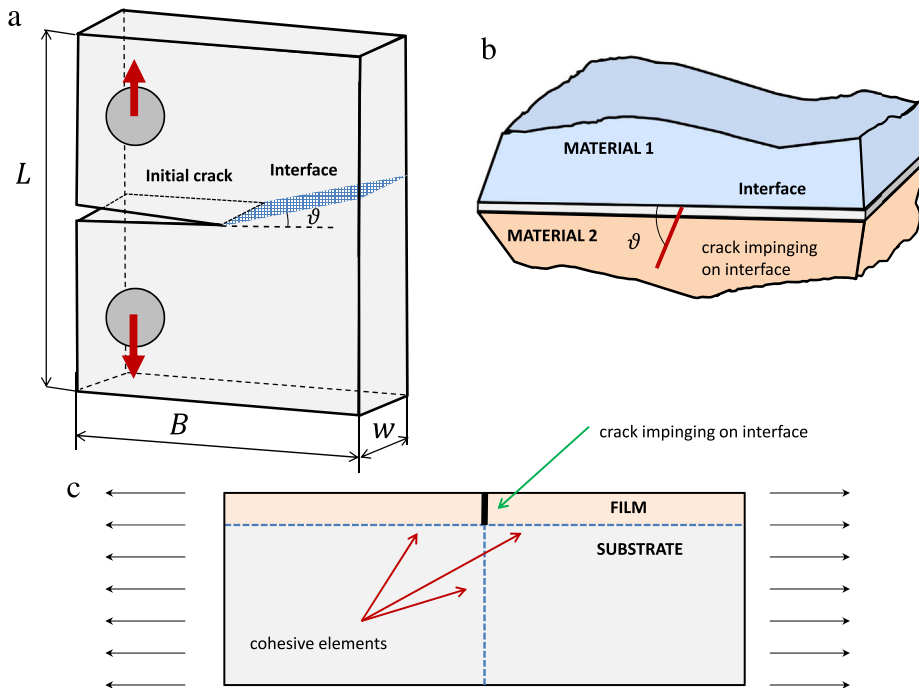 a
L
Initial crack
Interface
ϑ
B
w
b
MATERIAL 1
Interface
MATERIAL 2
ϑ
crack impinging
on interface
c
crack impinging on interface
FILM
SUBSTRATE
cohesive elements